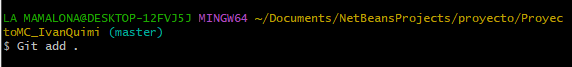 LA MAMALONA@DESKTOP-12FVJ5J MINGW64 ~/Documents/NetBeansProjects/proyecto/Proyec
toMC_IvanQuimi (master)
$ Git add .